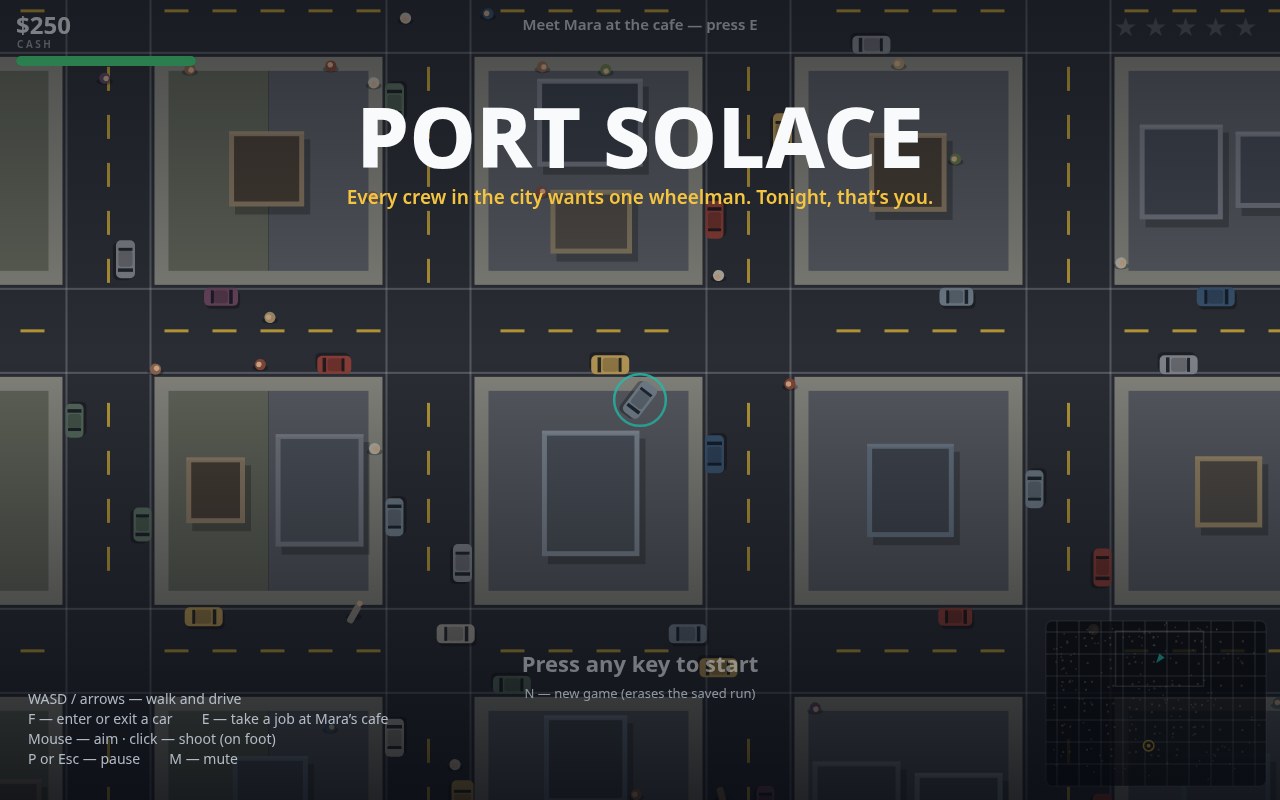 $250
CASH
Meet Mara at the cafe — press E
PORT SOLACE
Every crew in the city wants one wheelman. Tonight, that’s you.
Press any key to start
N — new game (erases the saved run)
WASD / arrows — walk and drive
F — enter or exit a car E — take a job at Mara’s cafe
Mouse — aim · click — shoot (on foot)
P or Esc — pause M — mute